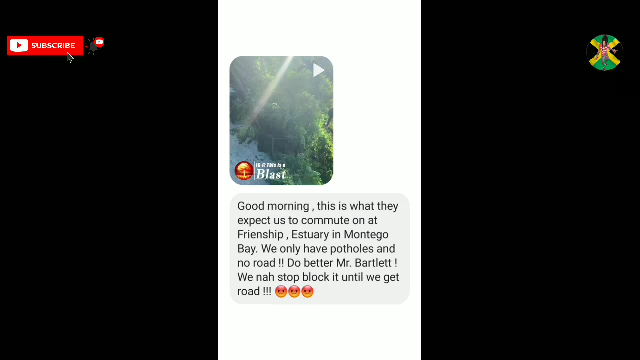 SUBSCRIBE
Blast
Good morning , this is what they
expect us to commute on at
Frienship , Estuary in Montego
Bay. We only have potholes and
no road !! Do better Mr. Bartlett !
We nah stop block it until we get
road !!! 😡😡😡